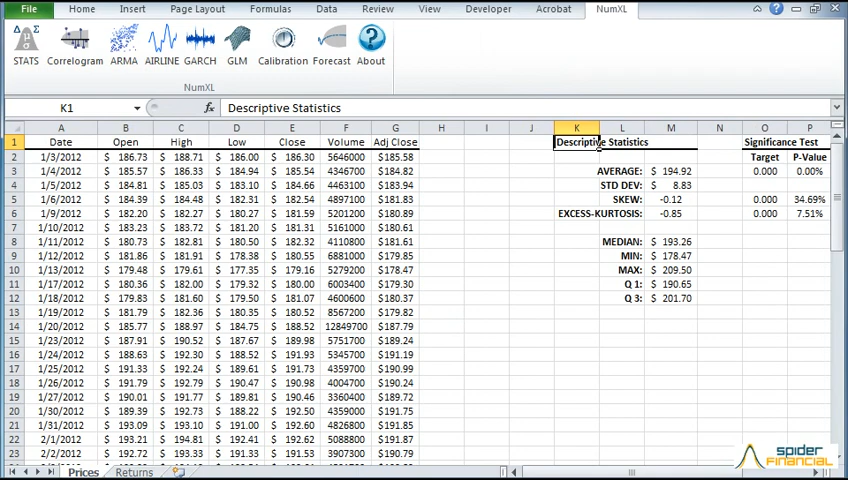 File Home Insert Page Layout Formulas Data Review View Developer Acrobat NumXL
STATS Correlogram ARMA AIRLINE GARCH GLM Calibration Forecast About
NumXL
K1 fx Descriptive Statistics
A B C D E F G H I J K L M N O P
1 Date Open High Low Close Volume Adj Close Descriptive Statistics Significance Test
2 1/3/2012 $ 186.73 $ 188.71 $ 186.00 $ 186.30 5646000 $185.58 Target P-Value
3 1/4/2012 $ 185.57 $ 186.33 $ 184.94 $ 185.54 4346700 $184.82 AVERAGE: $ 194.92 0.000 0.00%
4 1/5/2012 $ 184.81 $ 185.03 $ 183.10 $ 184.66 4463100 $183.94 STD DEV: $ 8.83
5 1/6/2012 $ 184.39 $ 184.48 $ 182.31 $ 182.54 4897100 $181.83 SKEW: -0.12 0.000 34.69%
6 1/9/2012 $ 182.20 $ 182.27 $ 180.27 $ 181.59 5201200 $180.89 EXCESS-KURTOSIS: -0.85 0.000 7.51%
7 1/10/2012 $ 183.23 $ 183.72 $ 181.20 $ 181.31 5161000 $180.61
8 1/11/2012 $ 180.73 $ 182.81 $ 180.50 $ 182.32 4110800 $181.61 MEDIAN: $ 193.26
9 1/12/2012 $ 181.86 $ 181.91 $ 178.38 $ 180.55 6881000 $179.85 MIN: $ 178.47
10 1/13/2012 $ 179.48 $ 179.61 $ 177.35 $ 179.16 5279200 $178.47 MAX: $ 209.50
11 1/17/2012 $ 180.36 $ 182.00 $ 179.32 $ 180.00 6003400 $179.30 Q 1: $ 190.65
12 1/18/2012 $ 179.83 $ 181.60 $ 179.50 $ 181.07 4600600 $180.37 Q 3: $ 201.70
13 1/19/2012 $ 181.79 $ 182.36 $ 180.18 $ 180.52 8567200 $179.82
14 1/20/2012 $ 185.77 $ 188.97 $ 184.75 $ 188.52 12849700 $187.79
15 1/23/2012 $ 187.91 $ 190.52 $ 187.67 $ 189.98 5751700 $189.24
16 1/24/2012 $ 188.63 $ 192.30 $ 188.52 $ 191.93 5345700 $191.19
17 1/25/2012 $ 191.33 $ 192.24 $ 189.61 $ 191.73 4359000 $190.99
18 1/26/2012 $ 191.79 $ 192.30 $ 190.47 $ 190.98 4004700 $190.24
19 1/27/2012 $ 190.01 $ 191.77 $ 189.81 $ 190.46 3360400 $189.72
20 1/30/2012 $ 189.39 $ 192.73 $ 188.22 $ 192.50 4359000 $191.75
21 1/31/2012 $ 193.09 $ 193.10 $ 191.00 $ 192.60 4826800 $191.85
22 2/1/2012 $ 193.21 $ 194.81 $ 192.41 $ 192.62 5088800 $191.87
23 2/2/2012 $ 192.72 $ 193.33 $ 191.55 $ 191.53 $190.79
Prices Returns
spider
FINANCIAL